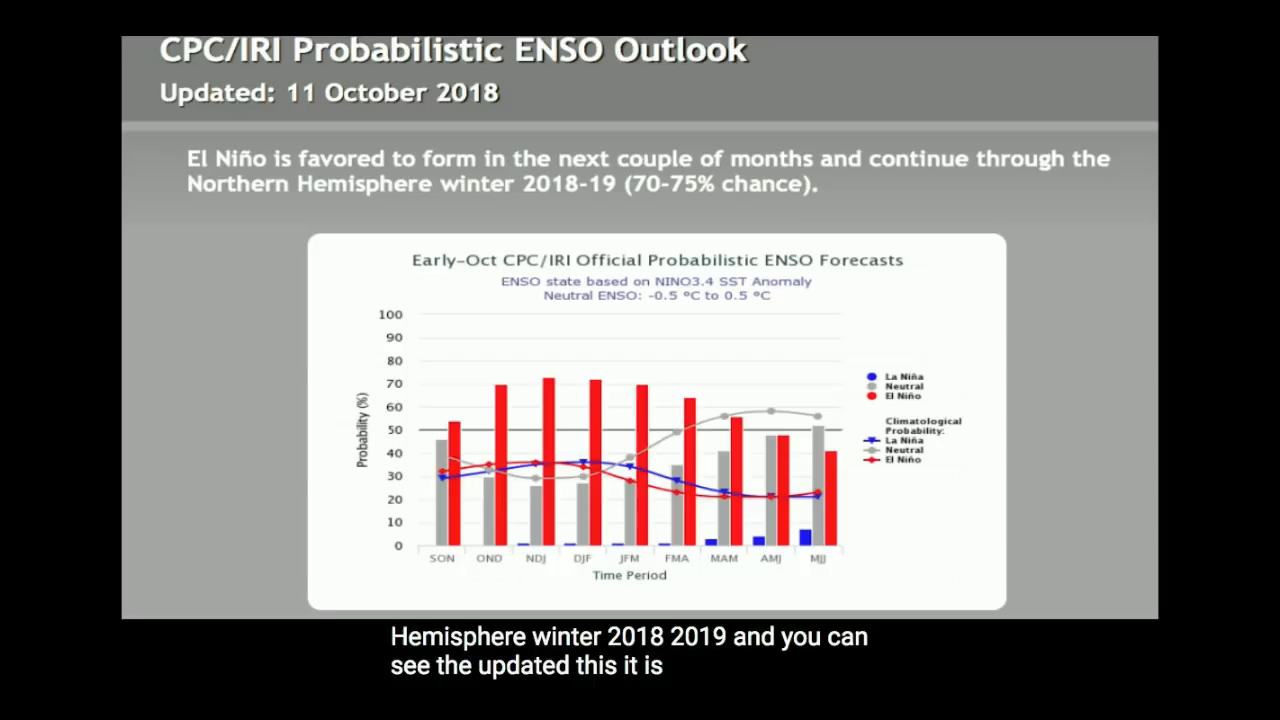 CPC/IRI Probabilistic ENSO Outlook
Updated: 11 October 2018
El Niño is favored to form in the next couple of months and continue through the
Northern Hemisphere winter 2018-19 (70-75% chance).
Early-Oct CPC/IRI Official Probabilistic ENSO Forecasts
ENSO state based on NINO3.4 SST Anomaly
Neutral ENSO: -0.5 °C to 0.5 °C
Probability (%)
100
90
80
70
60
50
40
30
20
10
0
SON OND NDJ DJF JFM FMA MAM AMJ MJJ
Time Period
La Niña
Neutral
El Niño
Climatological
Probability:
La Niña
Neutral
El Niño
Hemisphere winter 2018 2019 and you can
see the updated this it is